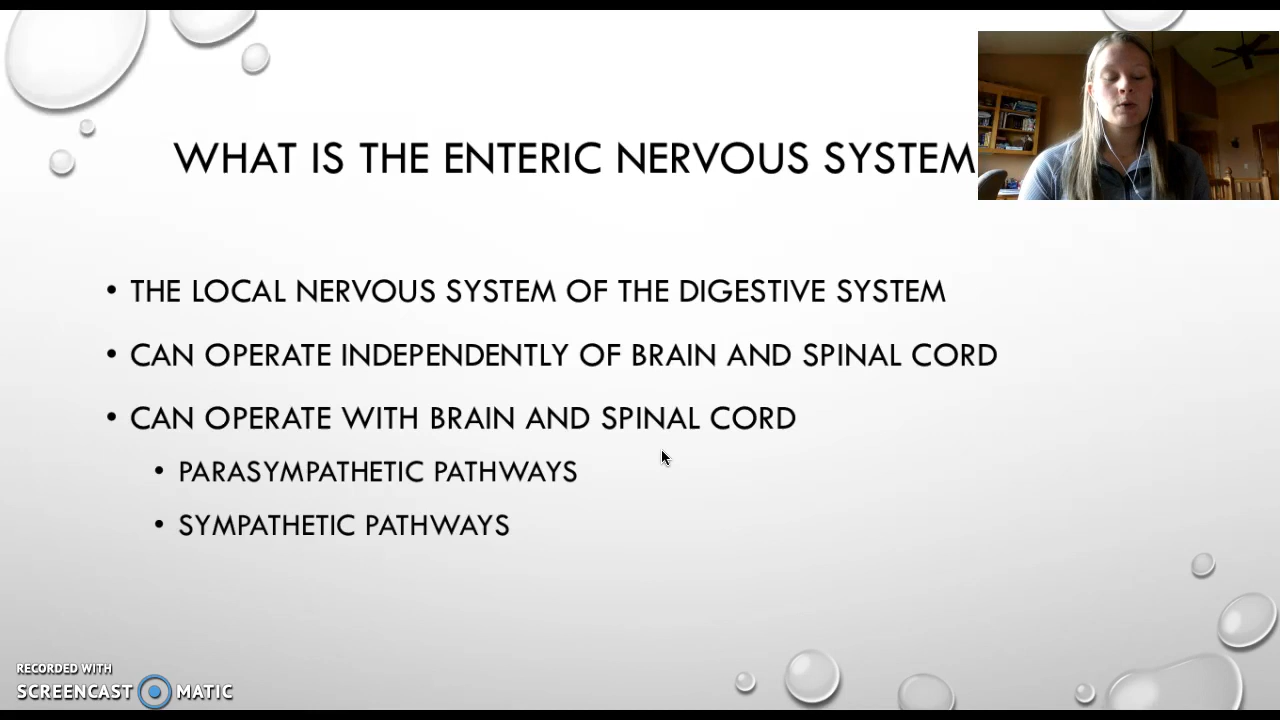 WHAT IS THE ENTERIC NERVOUS SYSTEM
• THE LOCAL NERVOUS SYSTEM OF THE DIGESTIVE SYSTEM
• CAN OPERATE INDEPENDENTLY OF BRAIN AND SPINAL CORD
• CAN OPERATE WITH BRAIN AND SPINAL CORD
• PARASYMPATHETIC PATHWAYS
• SYMPATHETIC PATHWAYS
RECORDED WITH
SCREENCAST MATIC